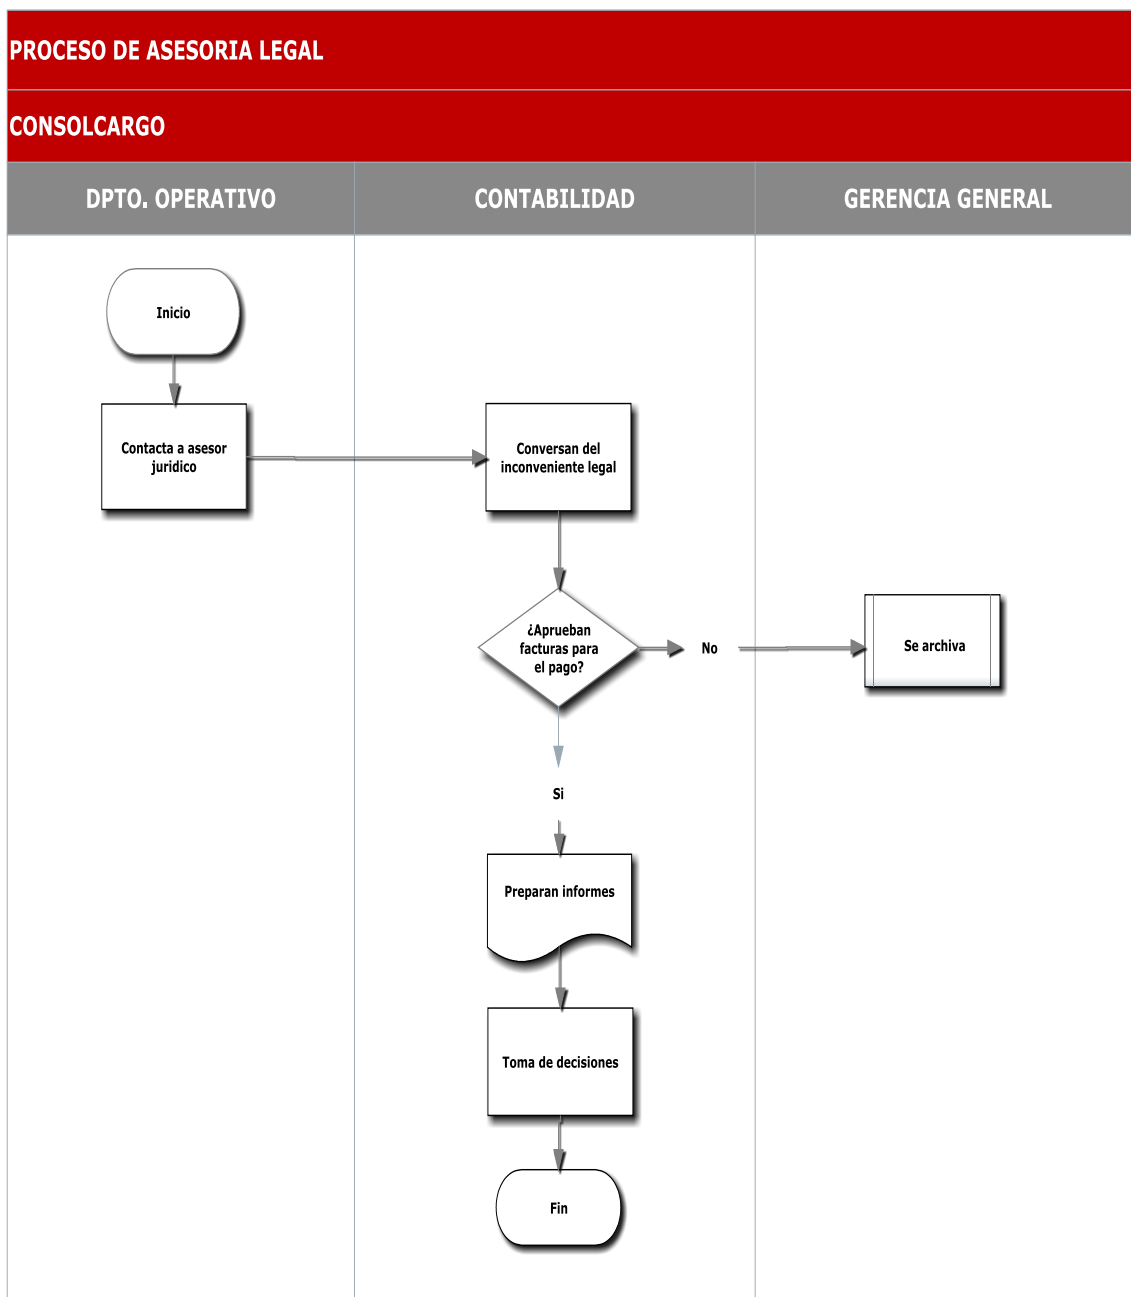 PROCESO DE ASESORIA LEGAL
CONSOLCARGO
DPTO. OPERATIVO
CONTABILIDAD
GERENCIA GENERAL
Inicio
Contacta a asesor
juridico
Conversan del
inconveniente legal
¿Aprueban
facturas para
el pago?
No
Se archiva
Si
Preparan informes
Toma de decisiones
Fin